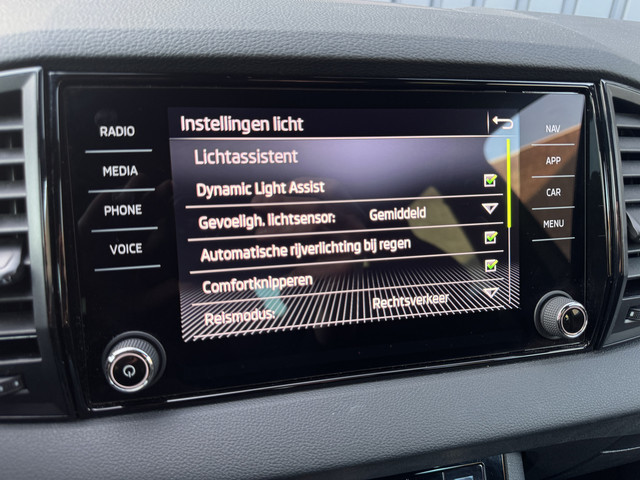 RADIO
MEDIA
PHONE
VOICE
Instellingen licht
Lichtassistent
Dynamic Light Assist
Gevoeligh. lichtsensor: Gemiddeld
Automatische rijverlichting bij regen
Comfortknipperen
Reismodus: Rechtsverkeer
NAV
APP
CAR
MENU